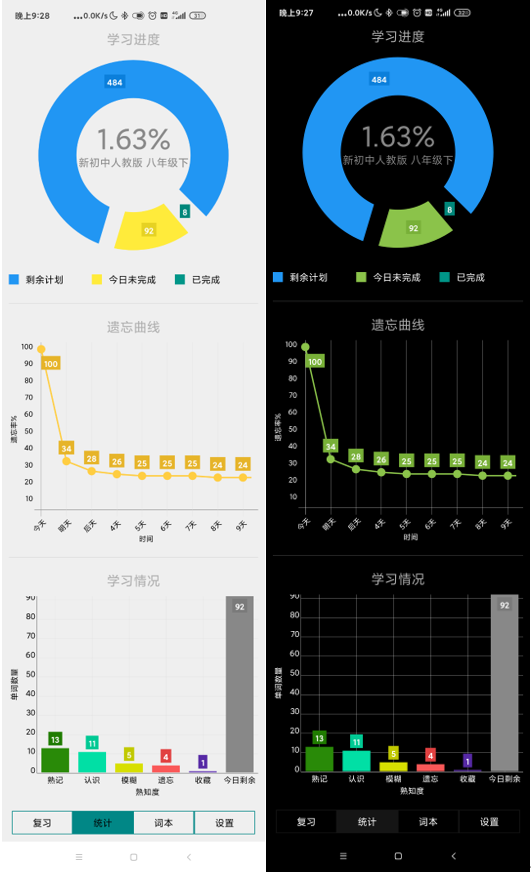 晚上9:28
...0.0K/s
HD
4G
31
学习进度
484
1.63%
新初中人教版 八年级下
8
92
剩余计划
今日未完成
已完成
遗忘曲线
遗忘率%
100
90
80
70
60
50
40
30
20
10
100
34
28
26
25
25
25
24
24
今天
明天
后天
4天
5天
6天
7天
8天
9天
时间
学习情况
单词数量
90
80
70
60
50
40
30
20
10
0
13
11
5
4
1
92
熟记
认识
模糊
遗忘
收藏
今日剩余
熟知度
复习
统计
词本
设置
晚上9:27
...0.0K/s
HD
4G
学习进度
484
1.63%
新初中人教版 八年级下
8
92
剩余计划
今日未完成
已完成
遗忘曲线
遗忘率%
100
90
80
70
60
50
40
30
20
10
100
34
28
26
25
25
25
24
24
今天
明天
后天
4天
5天
6天
7天
8天
9天
时间
学习情况
单词数量
90
80
70
60
50
40
30
20
10
0
13
11
5
4
1
92
熟记
认识
模糊
遗忘
收藏
今日剩余
熟知度
复习
统计
词本
设置